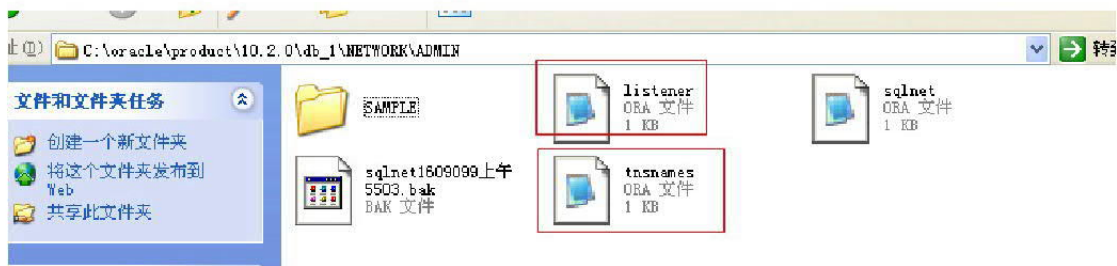 址(D) C:\oracle\product\10.2.0\db_1\NETWORK\ADMIN 转到
文件和文件夹任务
创建一个新文件夹
将这个文件夹发布到
Web
共享此文件夹
SAMPLE
listener
ORA 文件
1 KB
sqlnet
ORA 文件
1 KB
sqlnet1609099上午
5503.bak
BAK 文件
tnsnames
ORA 文件
1 KB